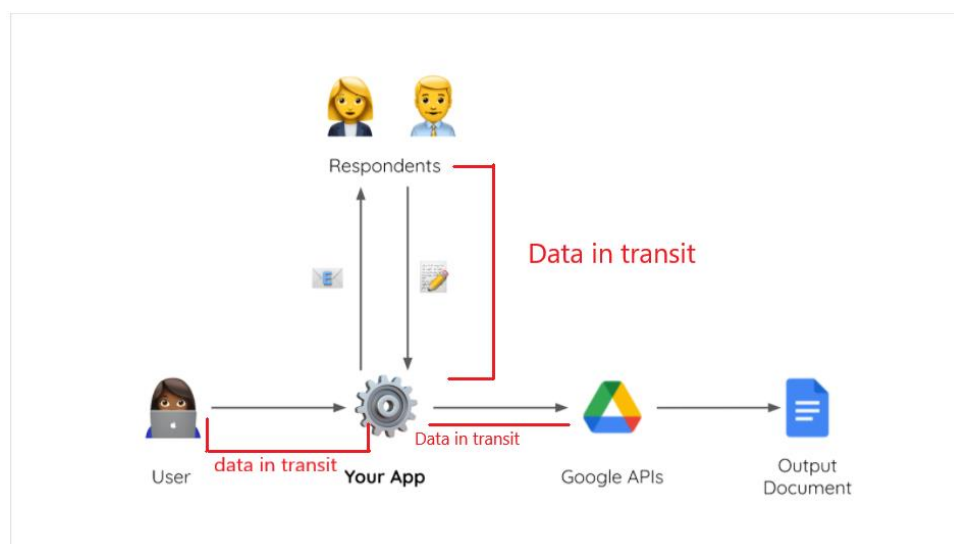 Respondents
Data in transit
Data in transit
data in transit
User
Your App
Google APIs
Output
Document